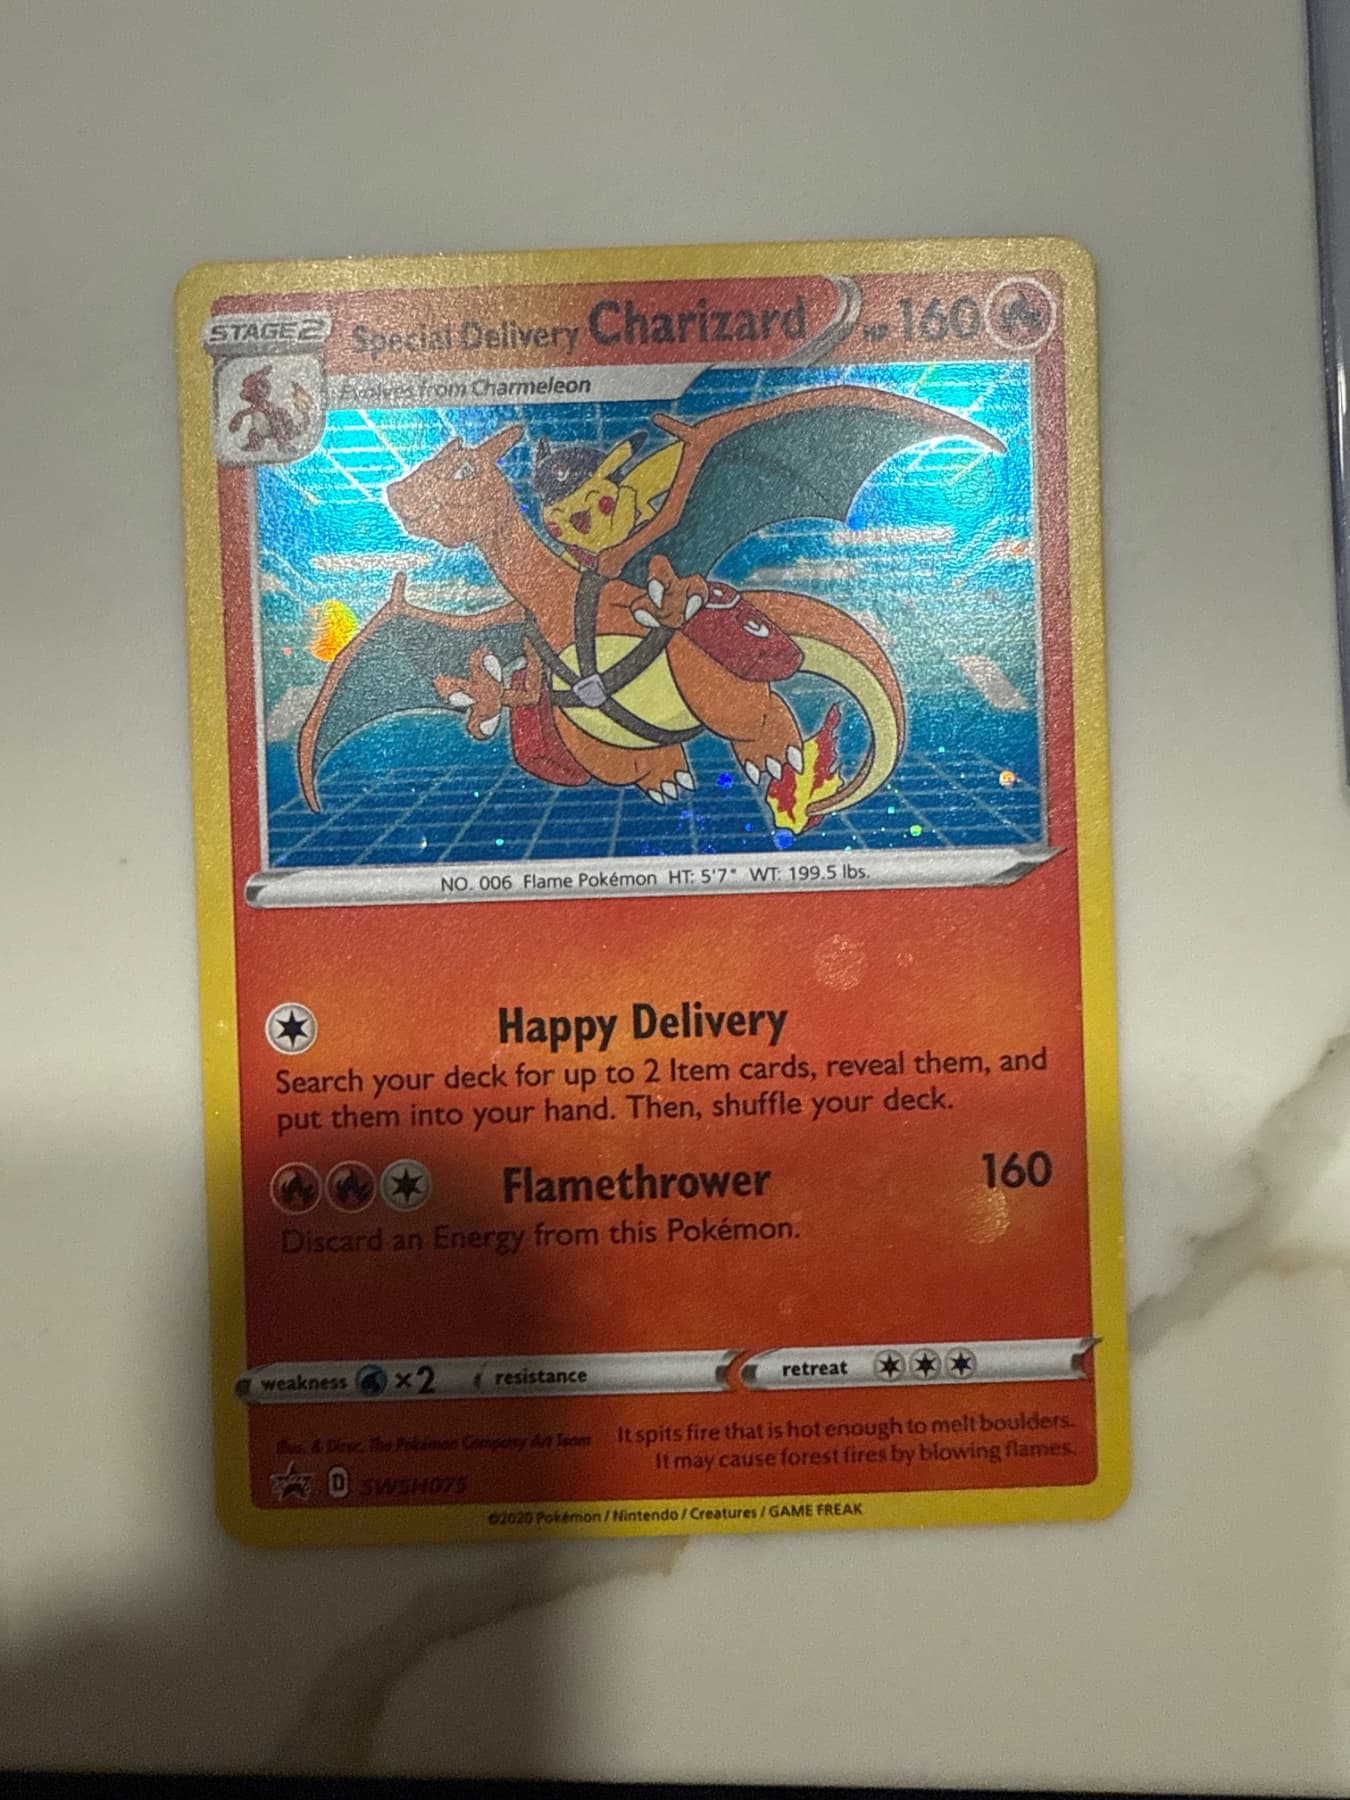 STAGE 2
Special Delivery Charizard HP 160
Evolves from Charmeleon
NO. 006 Flame Pokémon HT: 5'7" WT: 199.5 lbs.
Happy Delivery
Search your deck for up to 2 Item cards, reveal them, and
put them into your hand. Then, shuffle your deck.
Flamethrower 160
Discard an Energy from this Pokémon.
weakness ×2 resistance retreat
Illus. & Direc. The Pokémon Company Art Team
It spits fire that is hot enough to melt boulders.
It may cause forest fires by blowing flames.
D SWSH075
©2020 Pokémon / Nintendo / Creatures / GAME FREAK